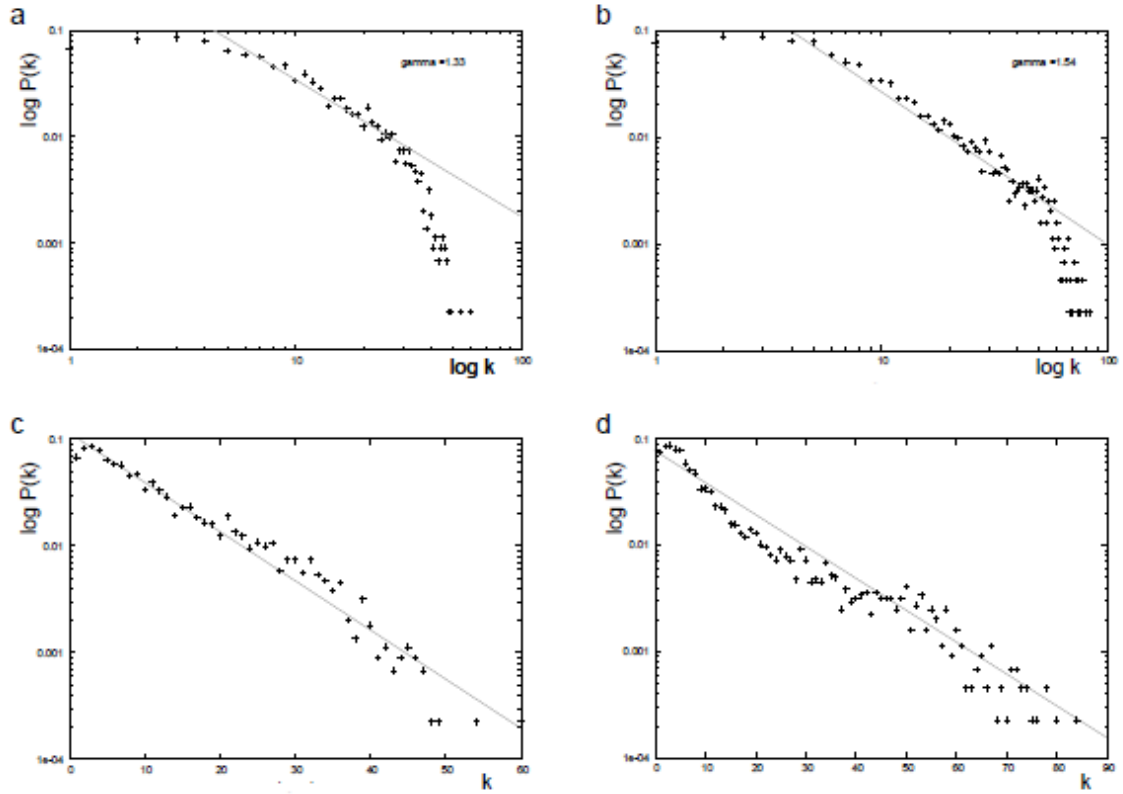 a
log P(k)
0.1
0.01
0.001
1e-04
gamma =1.33
1 10 100
log k
b
log P(k)
0.1
0.01
0.001
1e-04
gamma =1.54
1 10 100
log k
c
log P(k)
0.1
0.01
0.001
1e-04
0 10 20 30 40 50 60
k
d
log P(k)
0.1
0.01
0.001
1e-04
0 10 20 30 40 50 60 70 80 90
k